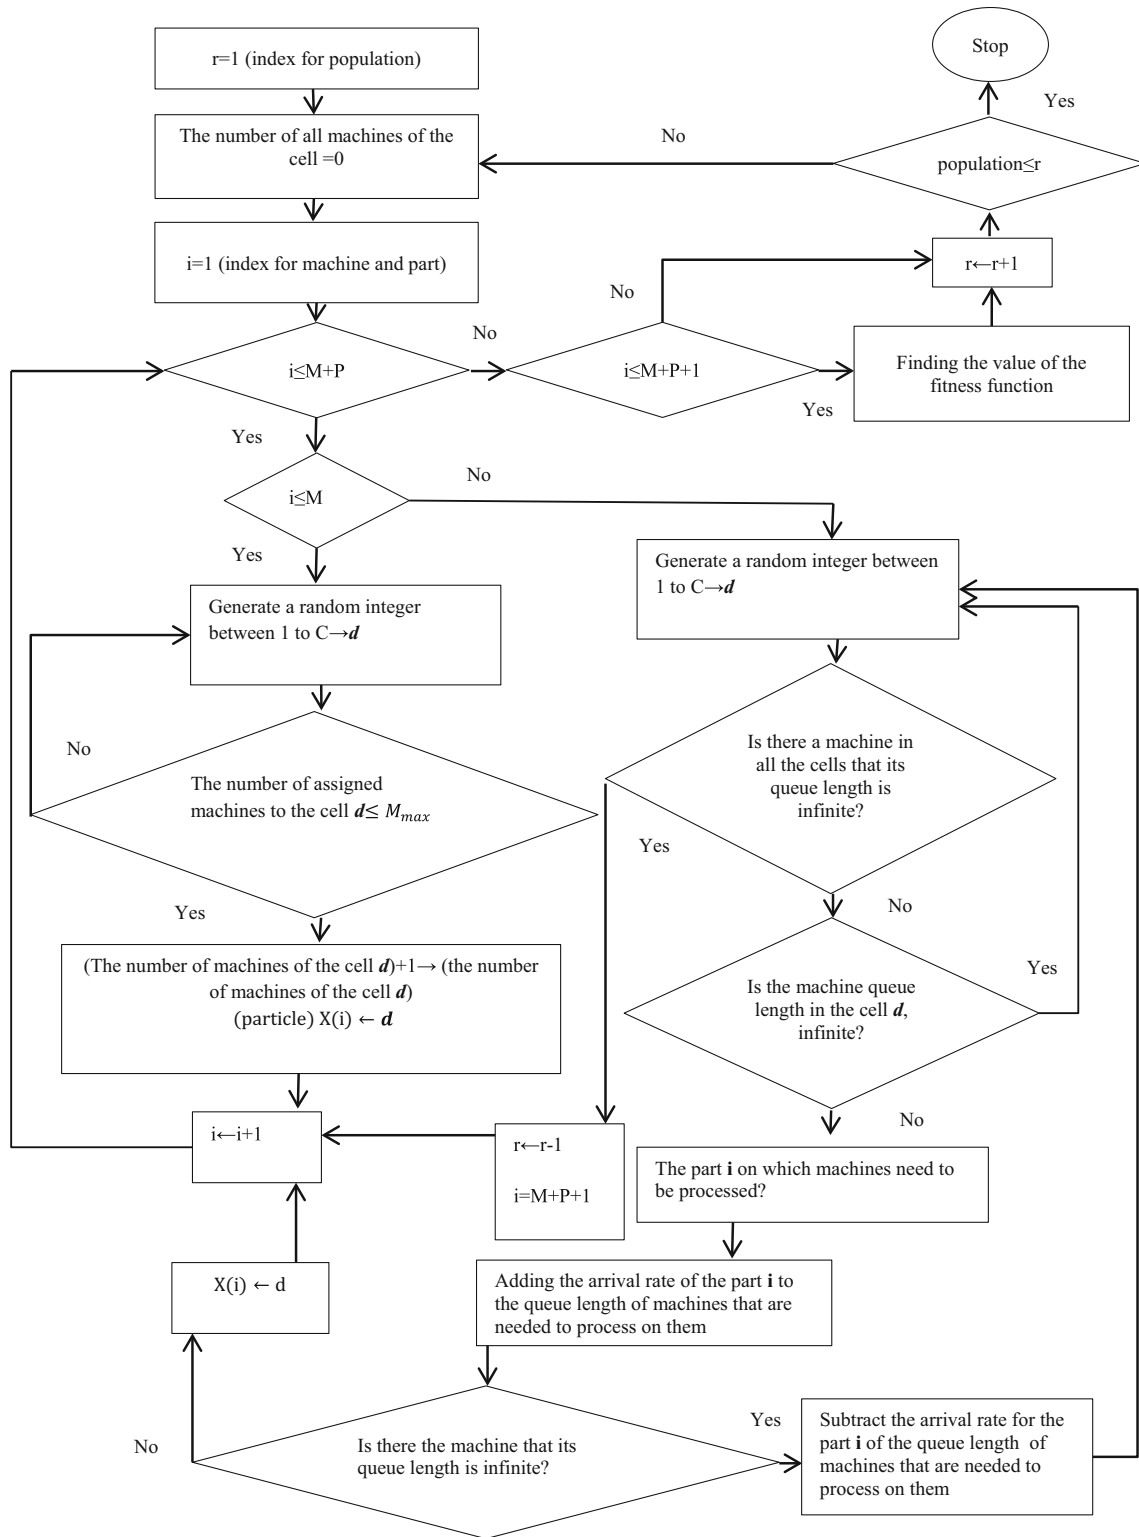 r=1 (index for population)
Stop
Yes
The number of all machines of the
cell =0
No
population≤r
i=1 (index for machine and part)
r←r+1
No
i≤M+P
No
i≤M+P+1
Yes
Finding the value of the
fitness function
Yes
i≤M
No
Yes
Generate a random integer
between 1 to C→d
Generate a random integer between
1 to C→d
No
The number of assigned
machines to the cell d≤ Mmax
Is there a machine in
all the cells that its
queue length is
infinite?
Yes
No
Yes
(The number of machines of the cell d)+1→ (the number
of machines of the cell d)
(particle) X(i) ← d
Is the machine queue
length in the cell d,
infinite?
Yes
No
i←i+1
r←r-1
i=M+P+1
The part i on which machines need to
be processed?
X(i) ← d
Adding the arrival rate of the part i to
the queue length of machines that are
needed to process on them
No
Is there the machine that its
queue length is infinite?
Yes
Subtract the arrival rate for the
part i of the queue length of
machines that are needed to
process on them